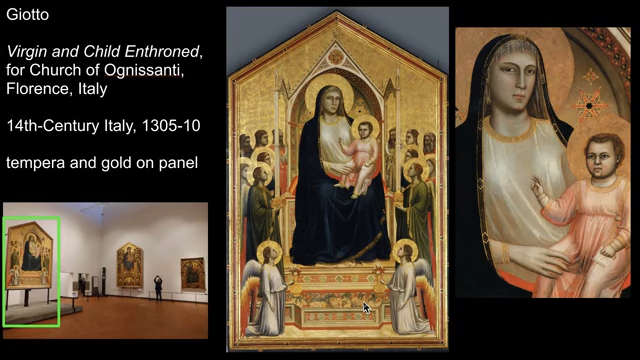 Giotto
Virgin and Child Enthroned,
for Church of Ognissanti,
Florence, Italy
14th-Century Italy, 1305-10
tempera and gold on panel